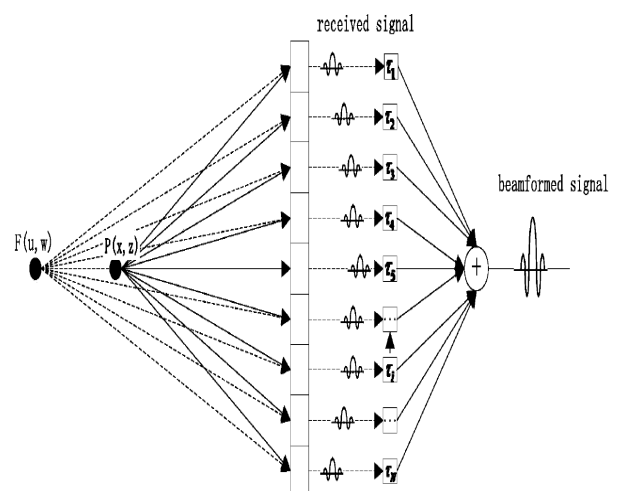 received signal
τ1
τ2
τ3
τ4
beamformed signal
F(u,w)
P(x,z)
+
τ5
...
τi
...
τN